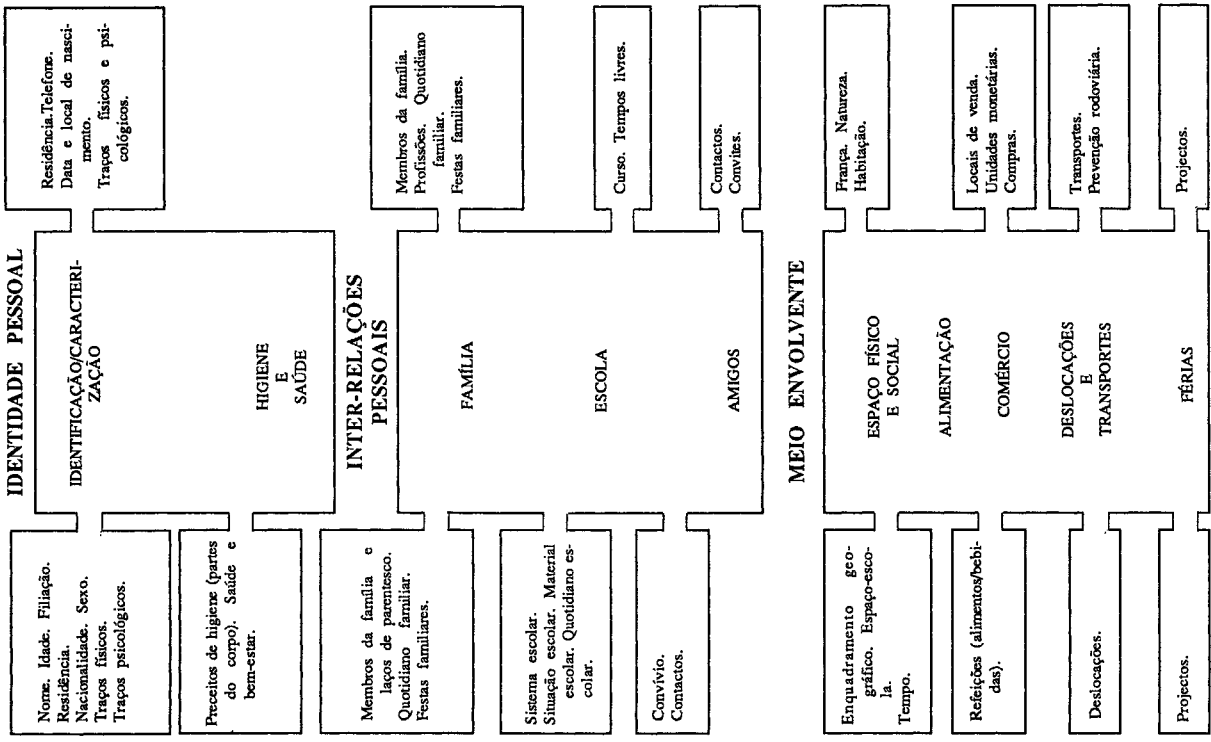 IDENTIDADE PESSOAL
Nome. Idade. Filiação.
Residência.
Nacionalidade. Sexo.
Traços físicos.
Traços psicológicos.
IDENTIFICAÇÃO/CARACTERI-
ZAÇÃO
Residência.Telefone.
Data e local de nasci-
mento.
Traços físicos e psi-
cológicos.
Preceitos de higiene (partes
do corpo). Saúde e
bem-estar.
HIGIENE
E
SAÚDE
INTER-RELAÇÕES
PESSOAIS
Membros da família e
laços de parentesco.
Quotidiano familiar.
Festas familiares.
FAMÍLIA
Membros da família.
Profissões. Quotidiano
familiar.
Festas familiares.
Sistema escolar.
Situação escolar. Material
escolar. Quotidiano es-
colar.
ESCOLA
Curso. Tempos livres.
Convívio.
Contactos.
AMIGOS
Contactos.
Convites.
MEIO ENVOLVENTE
Enquadramento geo-
gráfico. Espaço-esco-
la.
Tempo.
ESPAÇO FÍSICO
E SOCIAL
França. Natureza.
Habitação.
Refeições (alimentos/bebi-
das).
ALIMENTAÇÃO
COMÉRCIO
Locais de venda.
Unidades monetárias.
Compras.
Deslocações.
DESLOCAÇÕES
E
TRANSPORTES
Transportes.
Prevenção rodoviária.
Projectos.
FÉRIAS
Projectos.